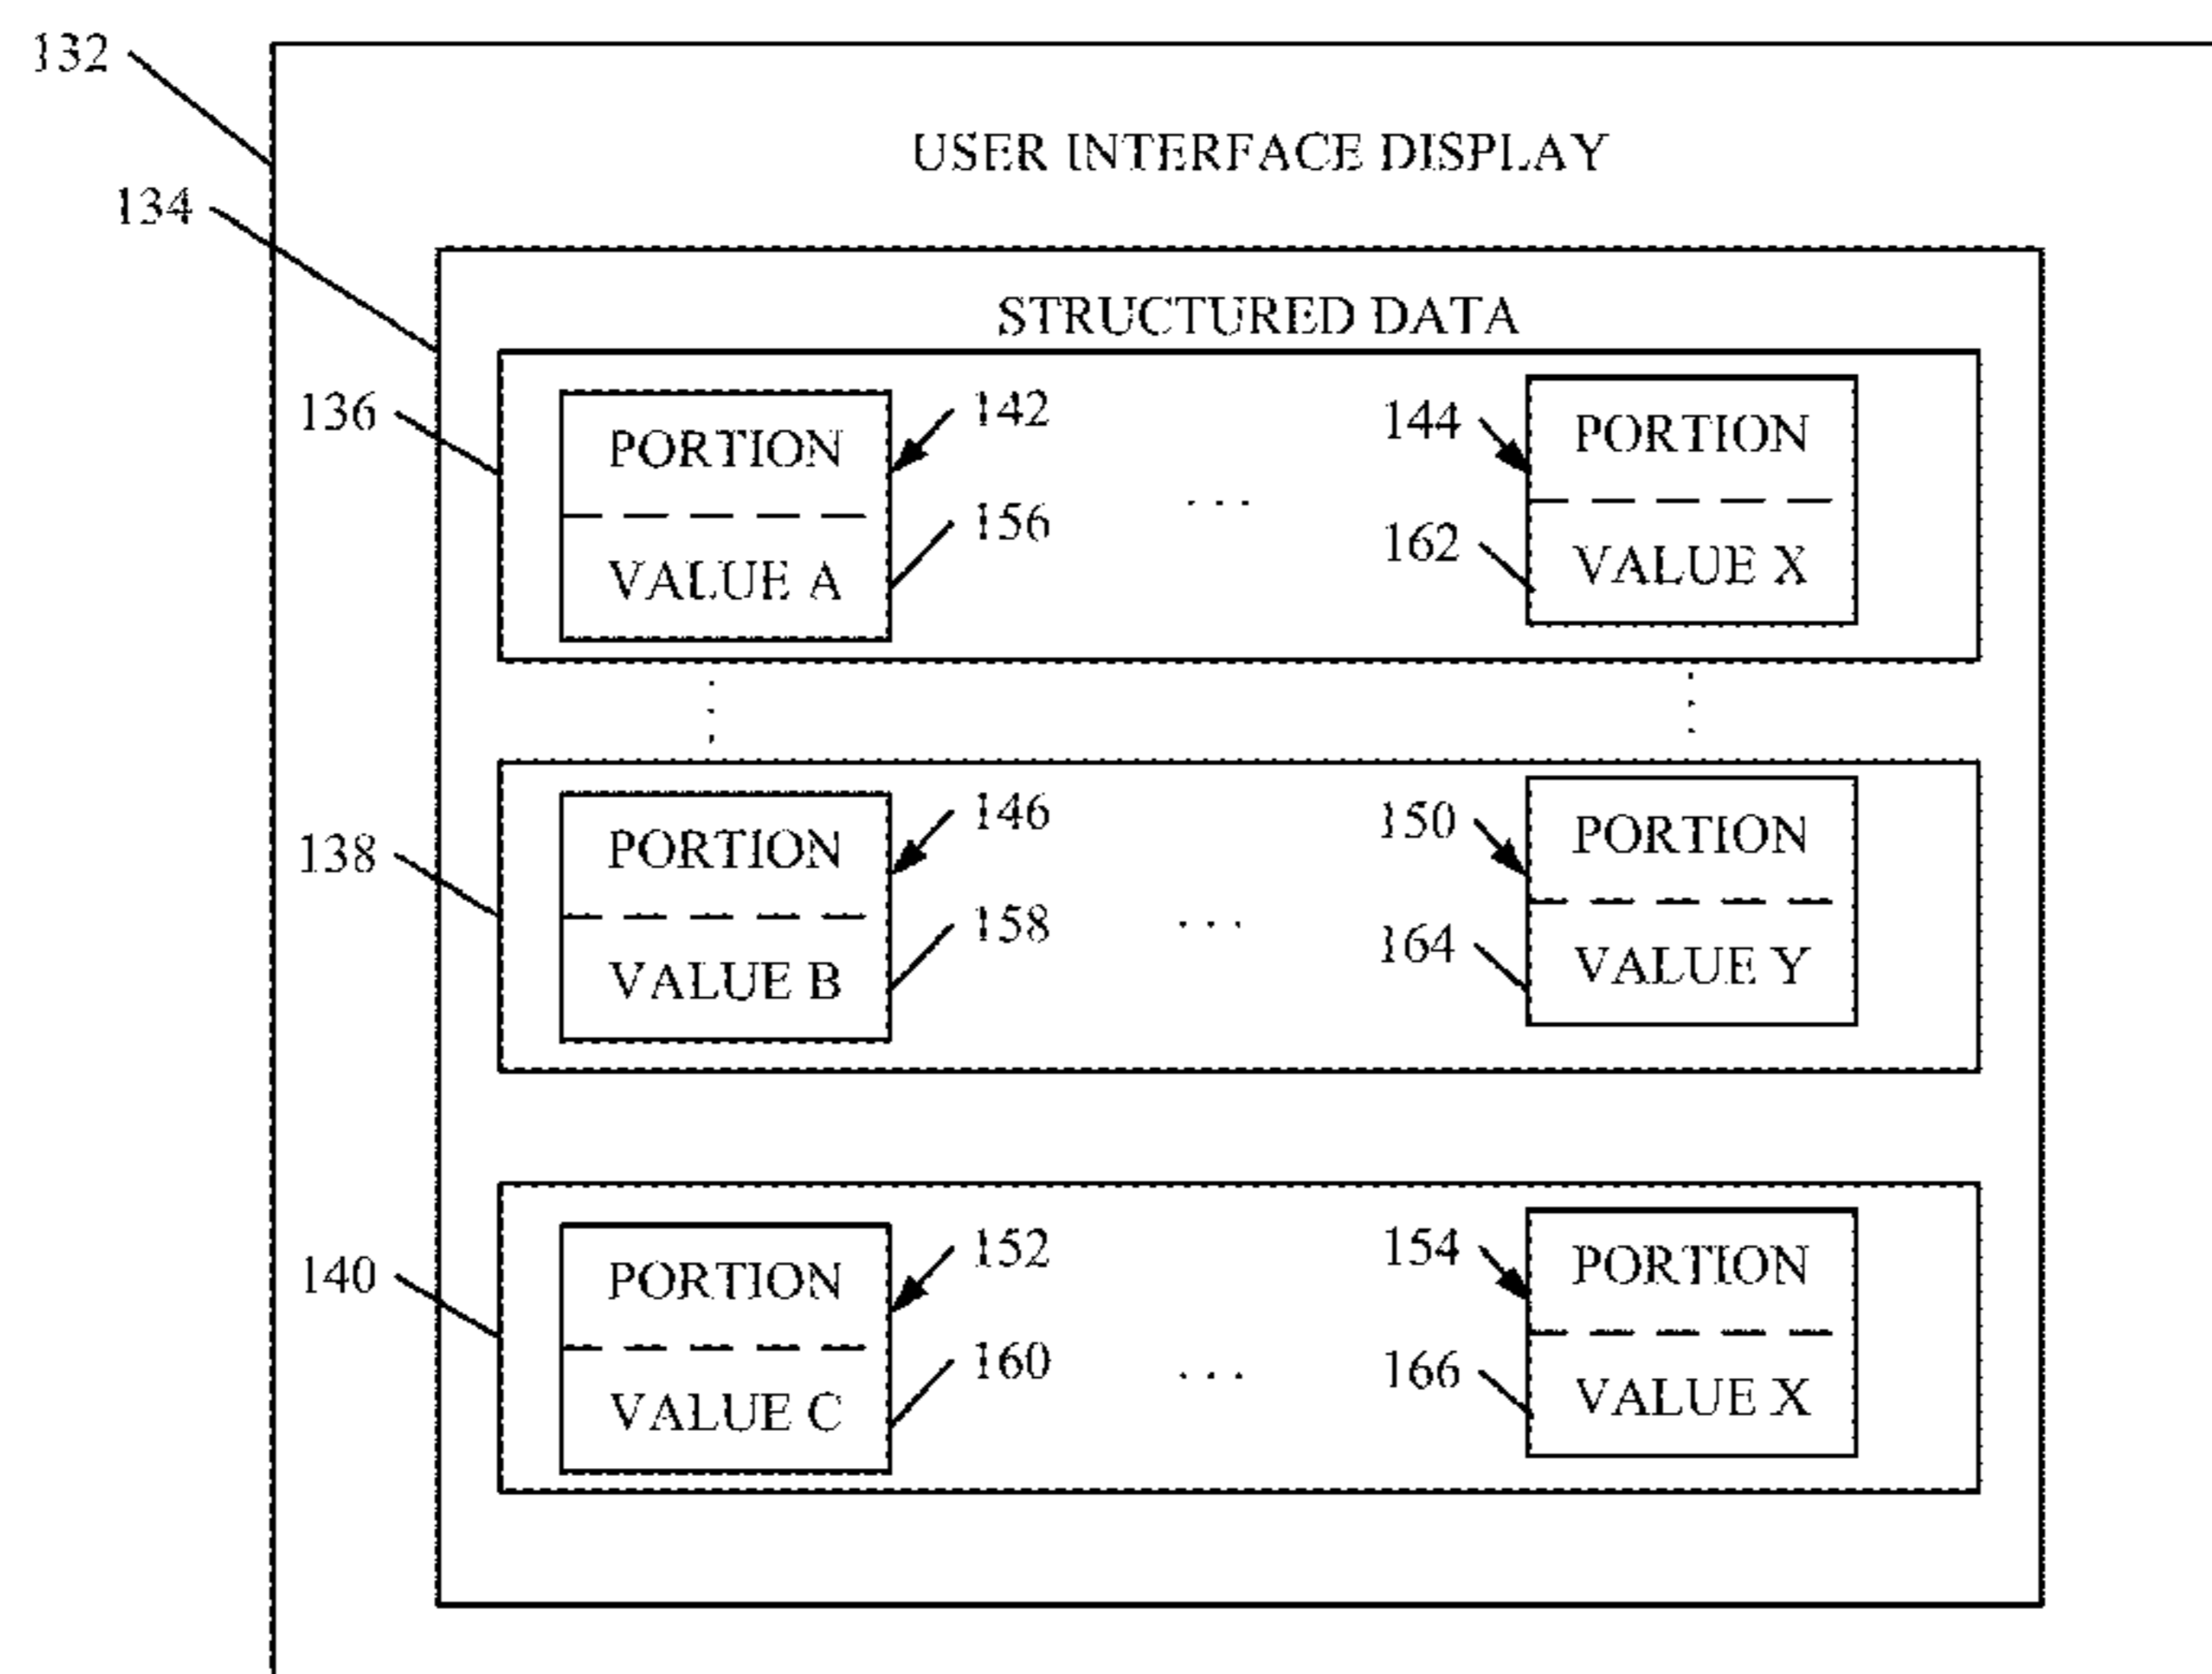 132
USER INTERFACE DISPLAY
134
STRUCTURED DATA
136
PORTION
142
144
PORTION
VALUE A
156
...
162
VALUE X
138
PORTION
146
150
PORTION
VALUE B
158
...
164
VALUE Y
140
PORTION
152
154
PORTION
VALUE C
160
...
166
VALUE X